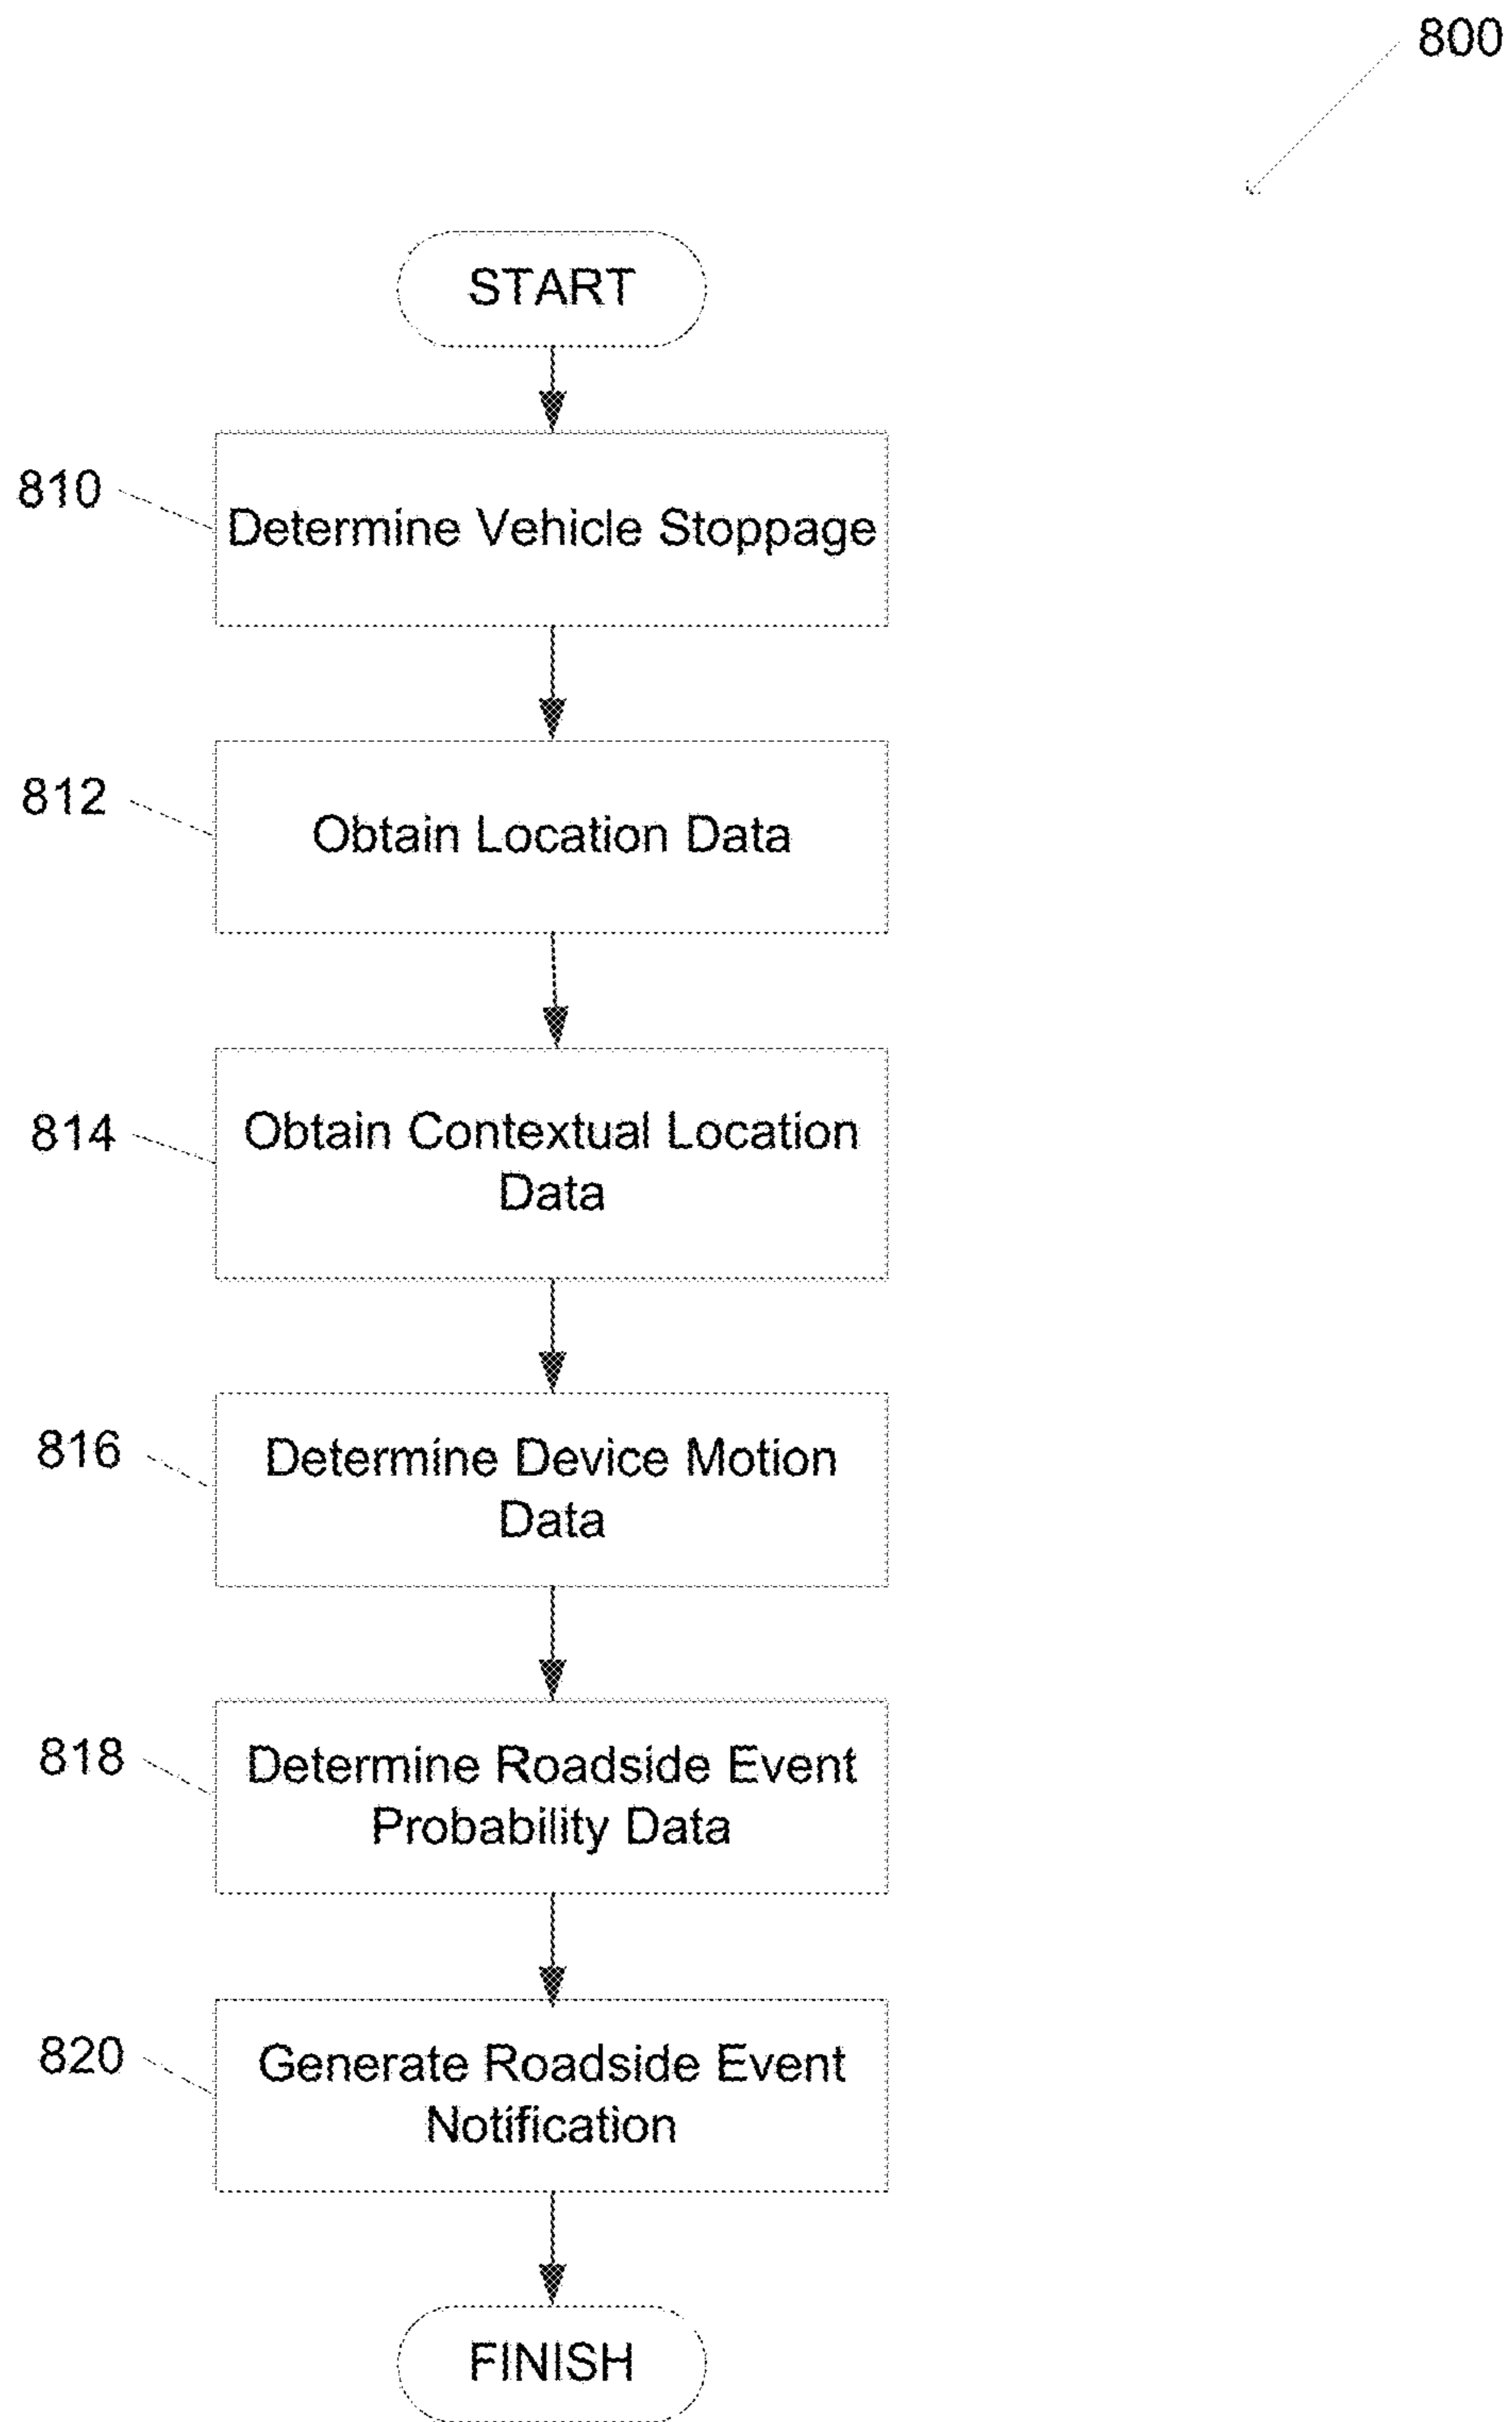 800
START
810
Determine Vehicle Stoppage
812
Obtain Location Data
814
Obtain Contextual Location
Data
816
Determine Device Motion
Data
818
Determine Roadside Event
Probability Data
820
Generate Roadside Event
Notification
FINISH